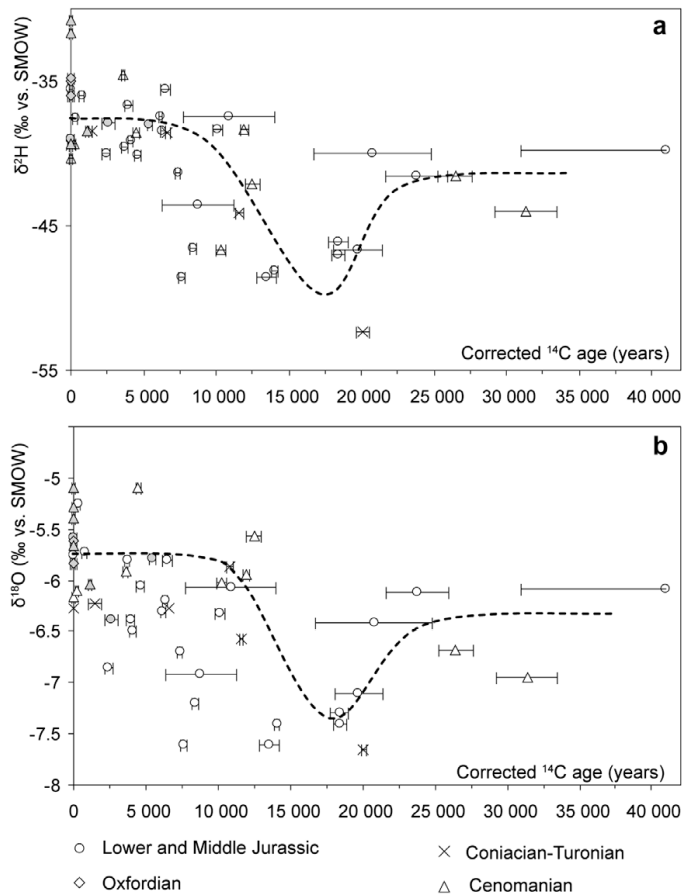 a
δ²H (‰ vs. SMOW)
-35
-45
-55
Corrected ¹⁴C age (years)
0 5 000 10 000 15 000 20 000 25 000 30 000 35 000 40 000
b
δ¹⁸O (‰ vs. SMOW)
-5
-5.5
-6
-6.5
-7
-7.5
-8
Corrected ¹⁴C age (years)
0 5 000 10 000 15 000 20 000 25 000 30 000 35 000 40 000
Lower and Middle Jurassic
Coniacian-Turonian
Oxfordian
Cenomanian